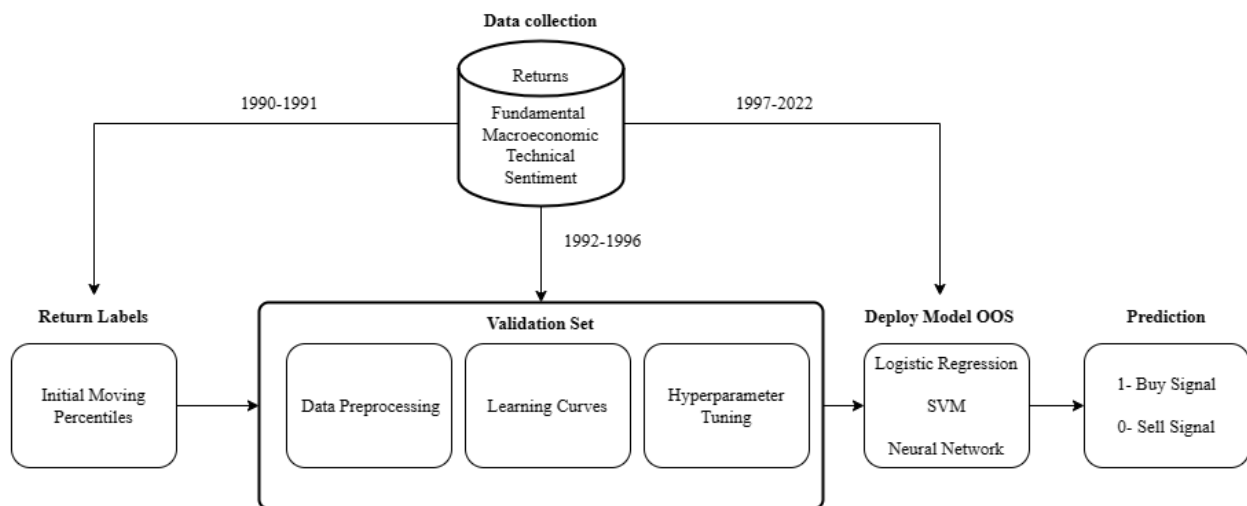 Data collection
Returns
Fundamental
Macroeconomic
Technical
Sentiment
1990-1991
1997-2022
1992-1996
Return Labels
Initial Moving
Percentiles
Validation Set
Data Preprocessing
Learning Curves
Hyperparameter
Tuning
Deploy Model OOS
Logistic Regression
SVM
Neural Network
Prediction
1- Buy Signal
0- Sell Signal